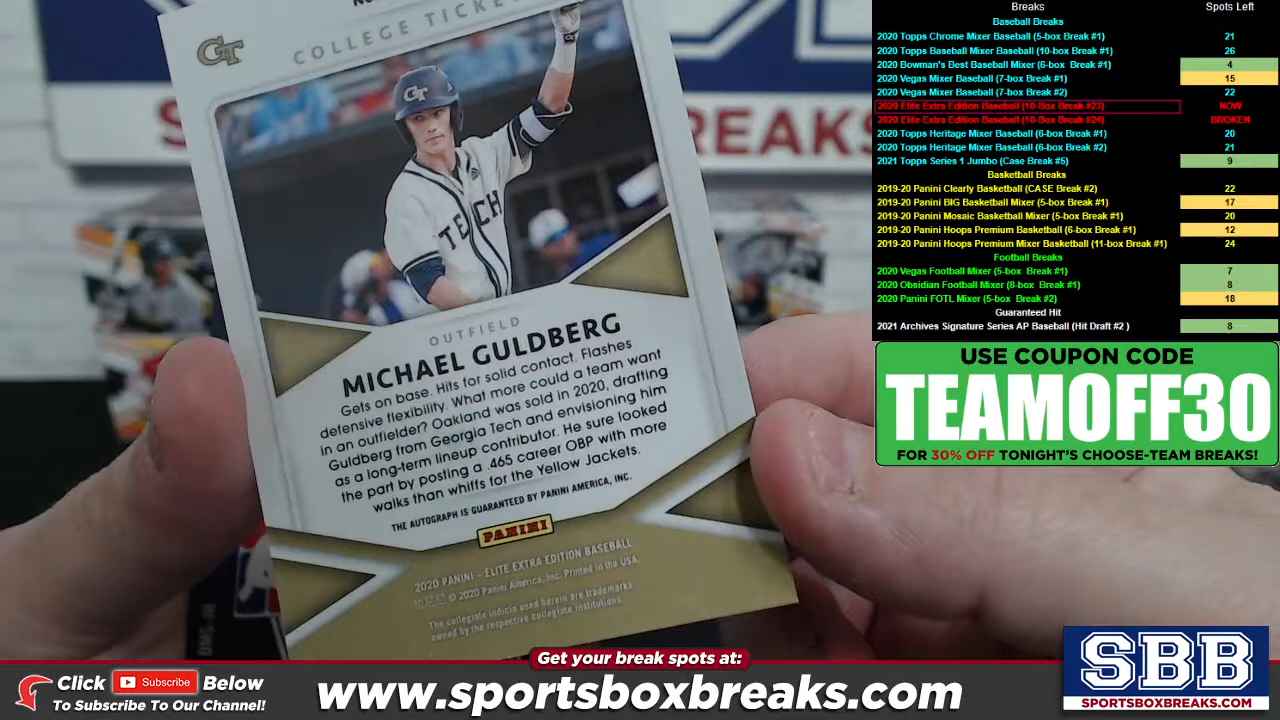 COLLEGE TICKET
GT
GT
TECH
OUTFIELD
MICHAEL GULDBERG
Gets on base. Hits for solid contact. Flashes
defensive flexibility. What more could a team want
in an outfielder? Oakland was sold in 2020, drafting
Guldberg from Georgia Tech and envisioning him
as a long-term lineup contributor. He sure looked
the part by posting a .465 career OBP with more
walks than whiffs for the Yellow Jackets.
THE AUTOGRAPH IS GUARANTEED BY PANINI AMERICA, INC.
PANINI
2020 PANINI – ELITE EXTRA EDITION BASEBALL
© 2020 Panini America, Inc. Printed in the USA.
The collegiate indicia used herein are trademarks
owned by the respective collegiate institutions.
REAKS
Breaks Spots Left
Baseball Breaks
2020 Topps Chrome Mixer Baseball (5-box Break #1) 21
2020 Topps Baseball Mixer Baseball (10-box Break #1) 26
2020 Bowman's Best Baseball Mixer (6-box Break #1) 4
2020 Vegas Mixer Baseball (7-box Break #1) 15
2020 Vegas Mixer Baseball (7-box Break #2) 22
2020 Elite Extra Edition Baseball (10-Box Break #23) NOW
2020 Elite Extra Edition Baseball (10-Box Break #24) BROKEN
2020 Topps Heritage Mixer Baseball (6-box Break #1) 20
2020 Topps Heritage Mixer Baseball (6-box Break #2) 21
2021 Topps Series 1 Jumbo (Case Break #5) 9
Basketball Breaks
2019-20 Panini Clearly Basketball (CASE Break #2) 22
2019-20 Panini BIG Basketball Mixer (5-box Break #1) 17
2019-20 Panini Mosaic Basketball Mixer (5-box Break #1) 20
2019-20 Panini Hoops Premium Basketball (6-box Break #1) 12
2019-20 Panini Hoops Premium Mixer Basketball (11-box Break #1) 24
Football Breaks
2020 Vegas Football Mixer (5-box Break #1) 7
2020 Obsidian Football Mixer (8-box Break #1) 8
2020 Panini FOTL Mixer (5-box Break #2) 18
Guaranteed Hit
2021 Archives Signature Series AP Baseball (Hit Draft #2 ) 8
USE COUPON CODE
TEAMOFF30
FOR 30% OFF TONIGHT'S CHOOSE-TEAM BREAKS!
Get your break spots at:
Click Subscribe Below
To Subscribe To Our Channel!
www.sportsboxbreaks.com
SBB
SPORTSBOXBREAKS.COM